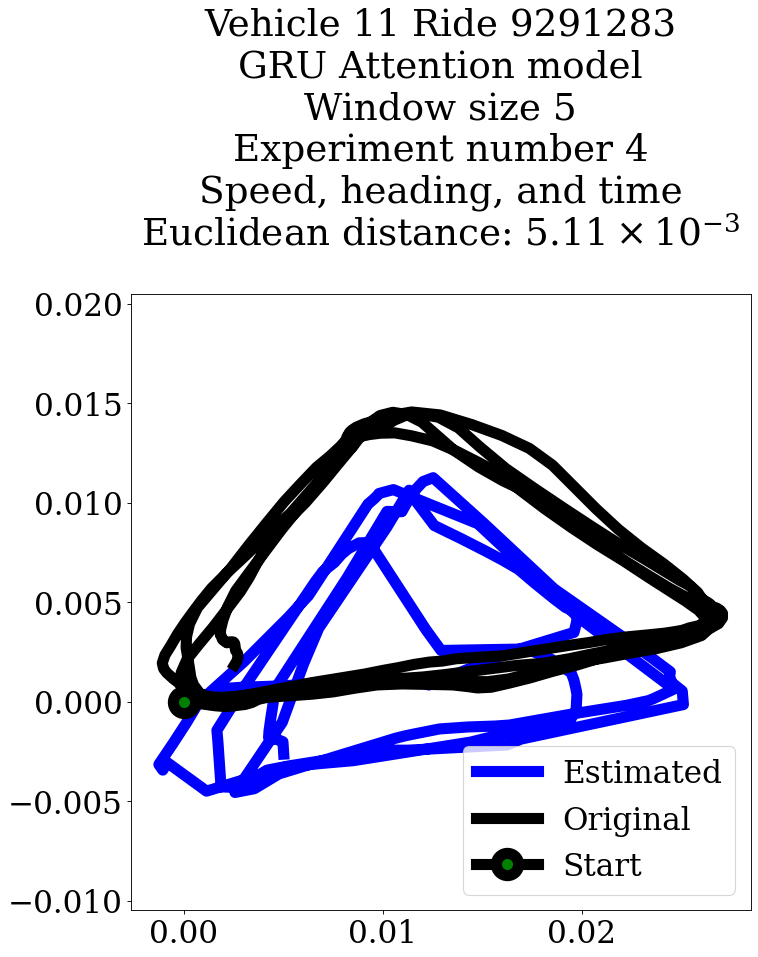 Vehicle 11 Ride 9291283
GRU Attention model
Window size 5
Experiment number 4
Speed, heading, and time
Euclidean distance: 5.11 × 10⁻³
0.020
0.015
0.010
0.005
0.000
−0.005
−0.010
Estimated
Original
Start
0.00 0.01 0.02